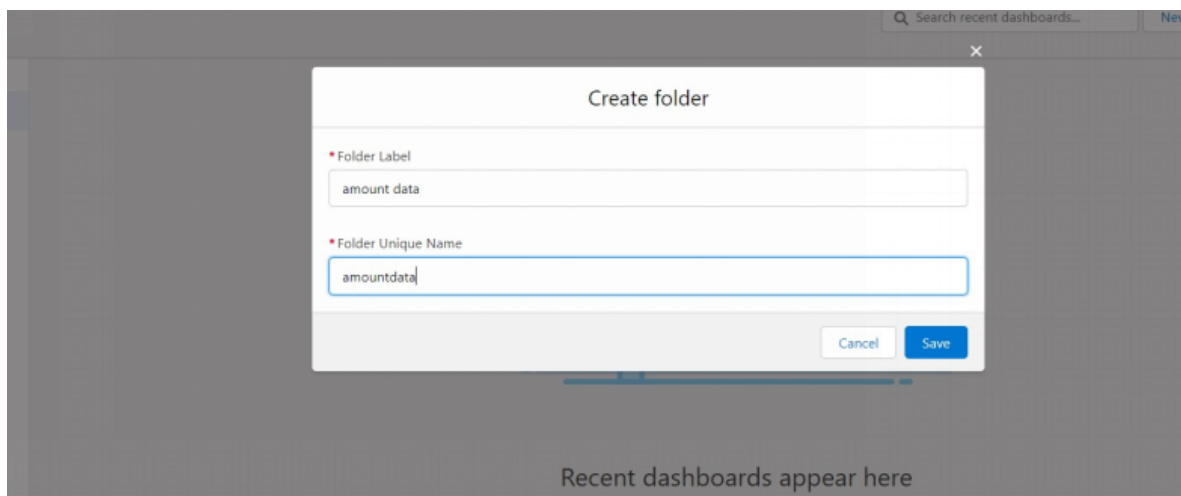 Search recent dashboards...
New
×
Create folder
* Folder Label
amount data
* Folder Unique Name
amountdata
Cancel
Save
Recent dashboards appear here